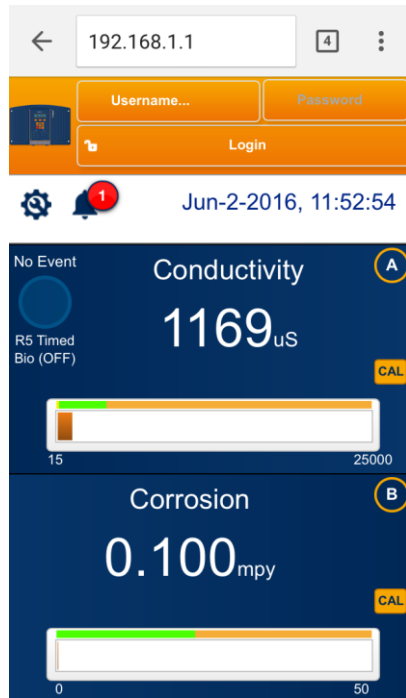 192.168.1.1
4
Username...
Password
Login
1
Jun-2-2016, 11:52:54
No Event
Conductivity
A
1169uS
R5 Timed
Bio (OFF)
CAL
15
25000
Corrosion
B
0.100mpy
CAL
0
50